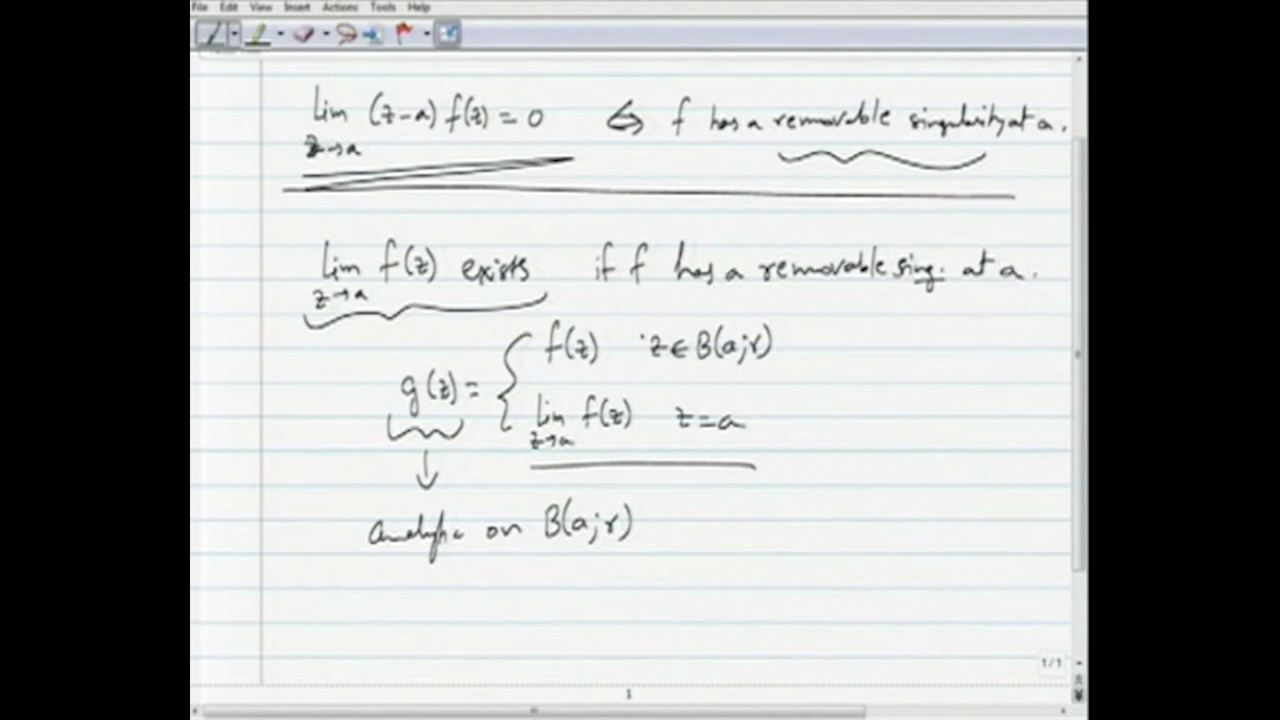 File Edit View Insert Actions Tools Help
lim (z-a) f(z) = 0 ⇔ f has a removable singularity at a.
z→a
lim f(z) exists if f has a removable sing. at a.
z→a
g(z) = { f(z) z ∈ B(a;r)
lim f(z) z = a
z→a
↓
analytic on B(a;r)
1/1
1